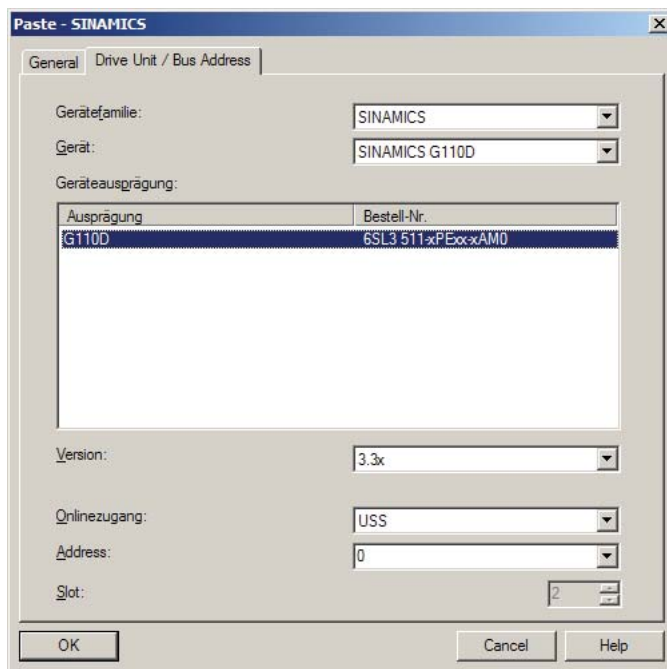 Paste - SINAMICS
General Drive Unit / Bus Address
Gerätefamilie: SINAMICS
Gerät: SINAMICS G110D
Geräteausprägung:
Ausprägung Bestell-Nr.
G110D 6SL3 511-xPExx-xAM0
Version: 3.3x
Onlinezugang: USS
Address: 0
Slot: 2
OK Cancel Help